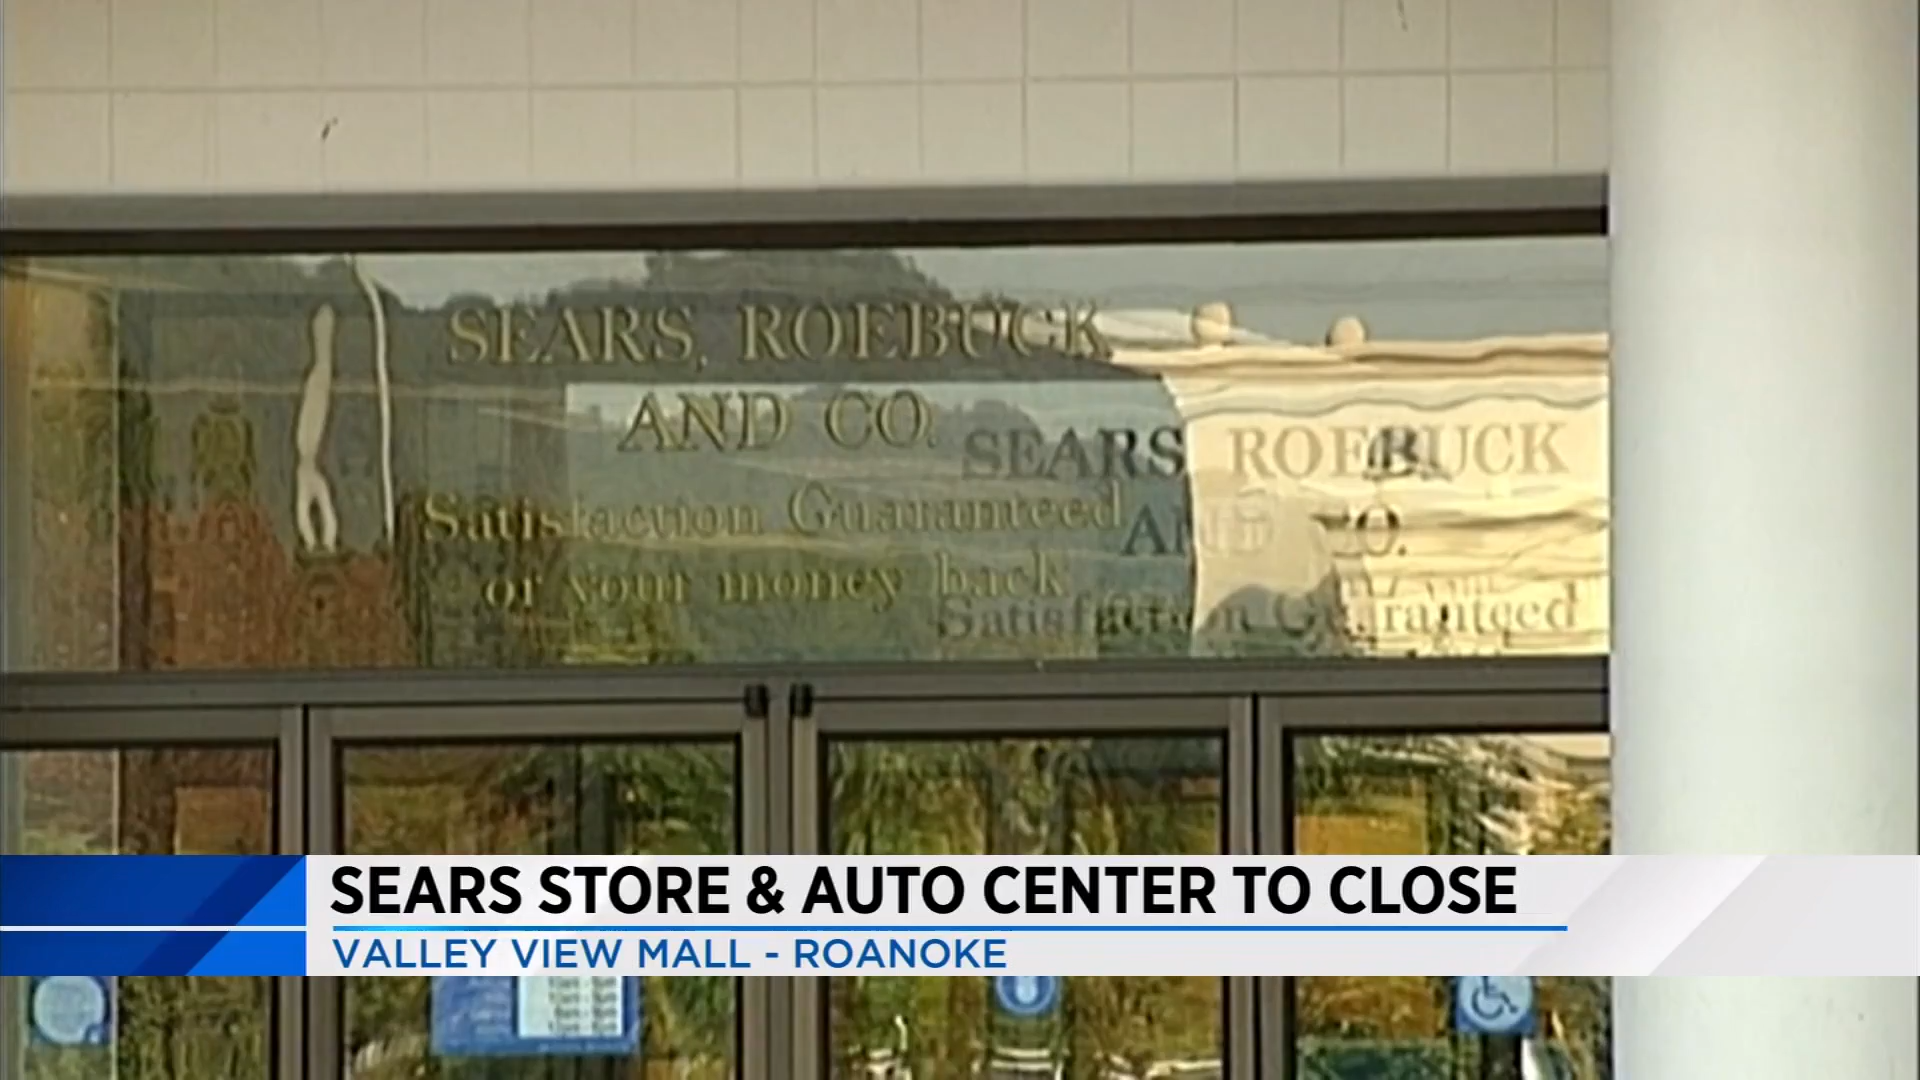 SEARS, ROEBUCK
AND CO.
Satisfaction Guaranteed
or your money back
SEARS, ROEBUCK
AND CO.
Satisfaction Guaranteed
SEARS STORE & AUTO CENTER TO CLOSE
VALLEY VIEW MALL - ROANOKE